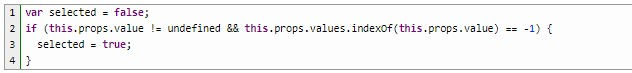 1 var selected = false;
2 if (this.props.value != undefined && this.props.values.indexOf(this.props.value) == -1) {
3   selected = true;
4 }